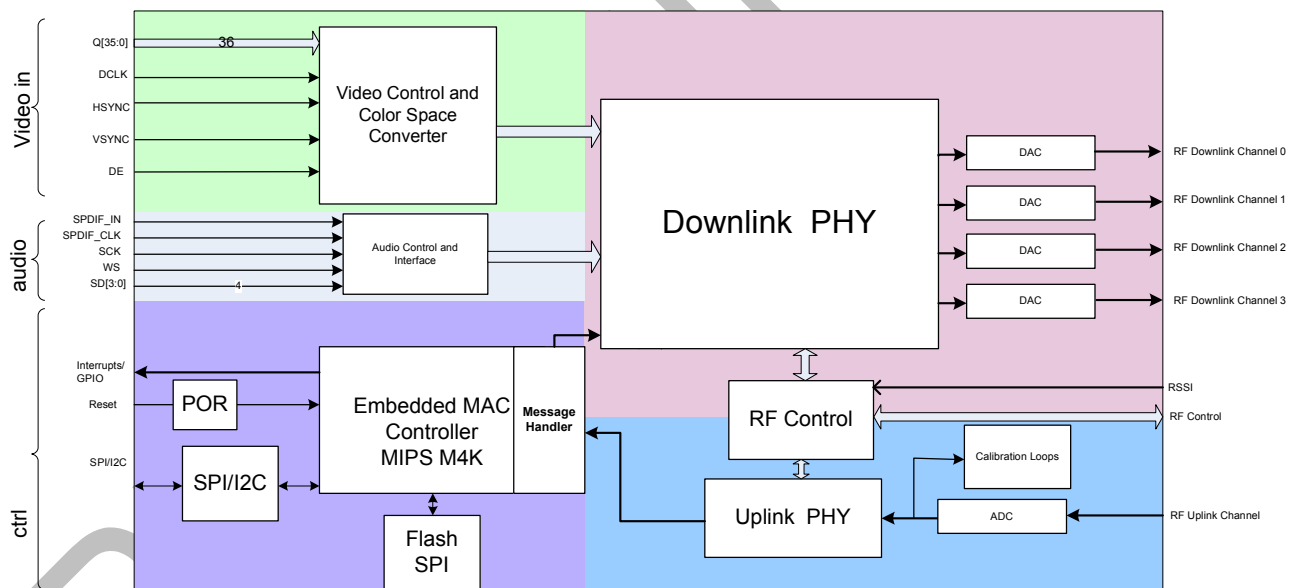 Video in
Q[35:0]
36
DCLK
HSYNC
VSYNC
DE
Video Control and
Color Space
Converter
audio
SPDIF_IN
SPDIF_CLK
SCK
WS
SD[3:0]
4
Audio Control and
Interface
Downlink PHY
DAC
RF Downlink Channel 0
DAC
RF Downlink Channel 1
DAC
RF Downlink Channel 2
DAC
RF Downlink Channel 3
ctrl
Interrupts/
GPIO
Reset
POR
SPI/I2C
SPI/I2C
Embedded MAC
Controller
MIPS M4K
Message
Handler
Flash
SPI
RF Control
RSSI
RF Control
Calibration Loops
Uplink PHY
ADC
RF Uplink Channel